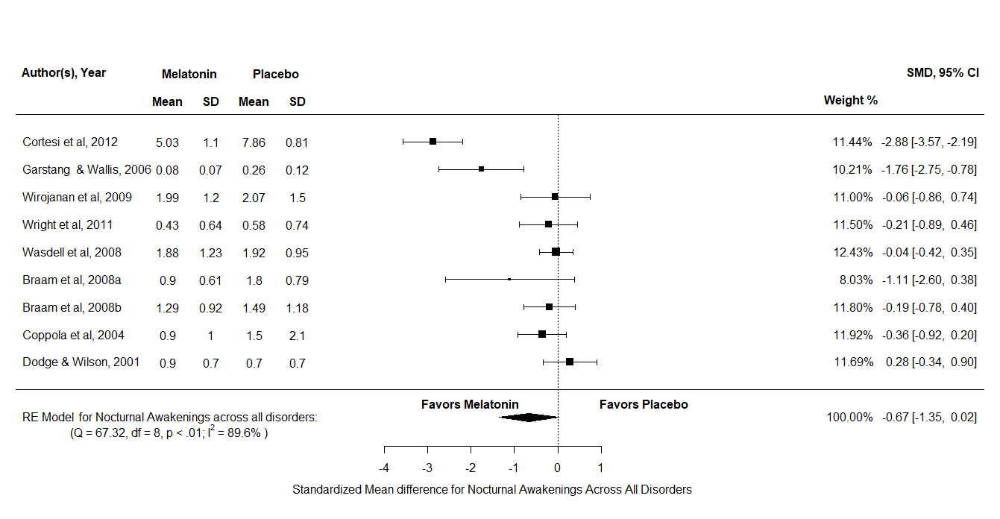 Author(s), Year Melatonin Placebo SMD, 95% CI
Mean SD Mean SD Weight %
Cortesi et al, 2012 5.03 1.1 7.86 0.81 11.44% -2.88 [-3.57, -2.19]
Garstang & Wallis, 2006 0.08 0.07 0.26 0.12 10.21% -1.76 [-2.75, -0.78]
Wirojanan et al, 2009 1.99 1.2 2.07 1.5 11.00% -0.06 [-0.86, 0.74]
Wright et al, 2011 0.43 0.64 0.58 0.74 11.50% -0.21 [-0.89, 0.46]
Wasdell et al, 2008 1.88 1.23 1.92 0.95 12.43% -0.04 [-0.42, 0.35]
Braam et al, 2008a 0.9 0.61 1.8 0.79 8.03% -1.11 [-2.60, 0.38]
Braam et al, 2008b 1.29 0.92 1.49 1.18 11.80% -0.19 [-0.78, 0.40]
Coppola et al, 2004 0.9 1 1.5 2.1 11.92% -0.36 [-0.92, 0.20]
Dodge & Wilson, 2001 0.9 0.7 0.7 0.7 11.69% 0.28 [-0.34, 0.90]
Favors Melatonin Favors Placebo
RE Model for Nocturnal Awakenings across all disorders: 100.00% -0.67 [-1.35, 0.02]
(Q = 67.32, df = 8, p < .01; I² = 89.6% )
-4 -3 -2 -1 0 1
Standardized Mean difference for Nocturnal Awakenings Across All Disorders